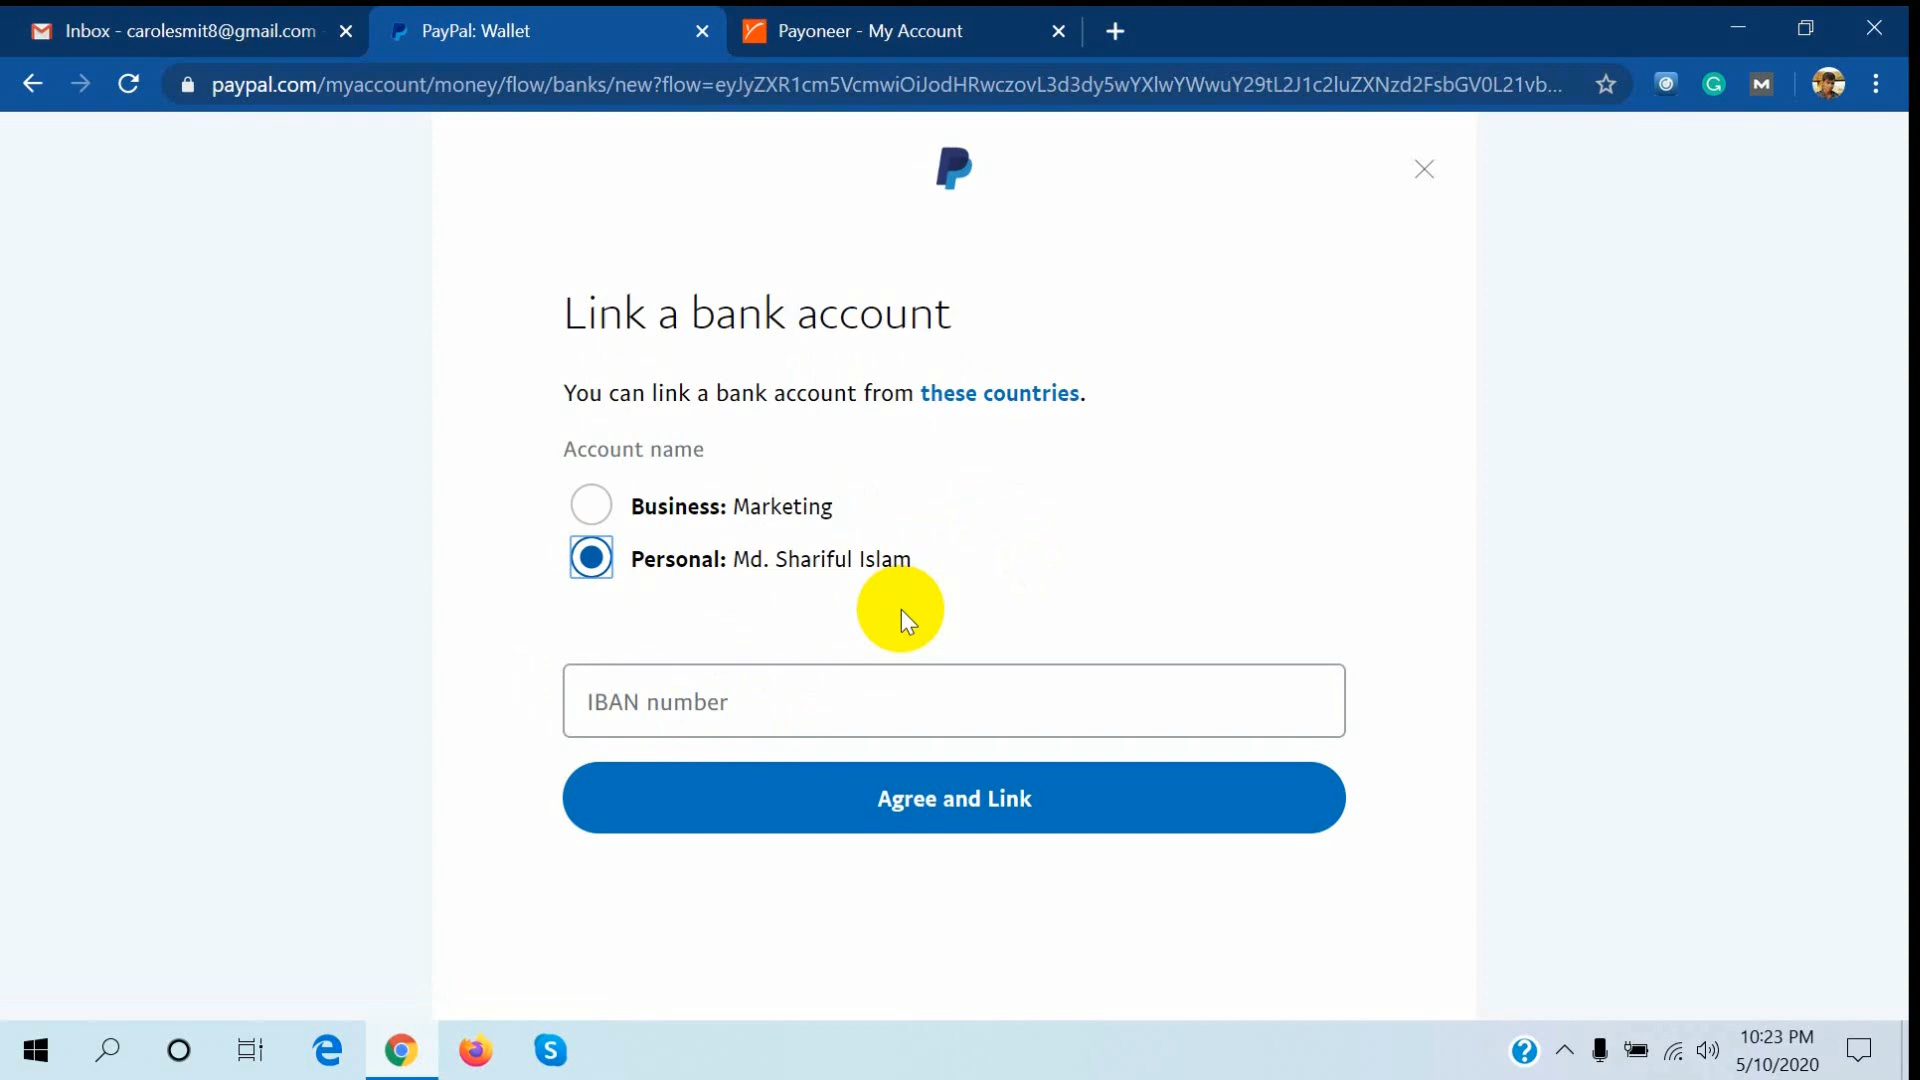 Inbox - carolesmit8@gmail.com
PayPal: Wallet
Payoneer - My Account
paypal.com/myaccount/money/flow/banks/new?flow=eyJyZXR1cm5VcmwiOiJodHRwczovL3d3dy5wYXlwYWwuY29tL2J1c2luZXNzd2FsbGV0L21vb...
Link a bank account
You can link a bank account from these countries.
Account name
Business: Marketing
Personal: Md. Shariful Islam
IBAN number
Agree and Link
10:23 PM
5/10/2020